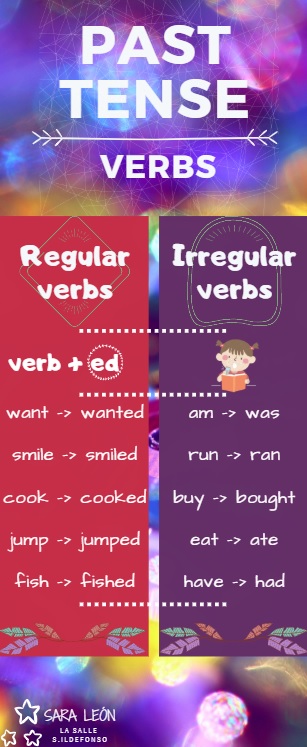 PAST
TENSE
VERBS
Regular
verbs
verb + ed
want -> wanted
smile -> smiled
cook -> cooked
jump -> jumped
fish -> fished
Irregular
verbs
am -> was
run -> ran
buy -> bought
eat -> ate
have -> had
SARA LEÓN
LA SALLE
S.ILDEFONSO